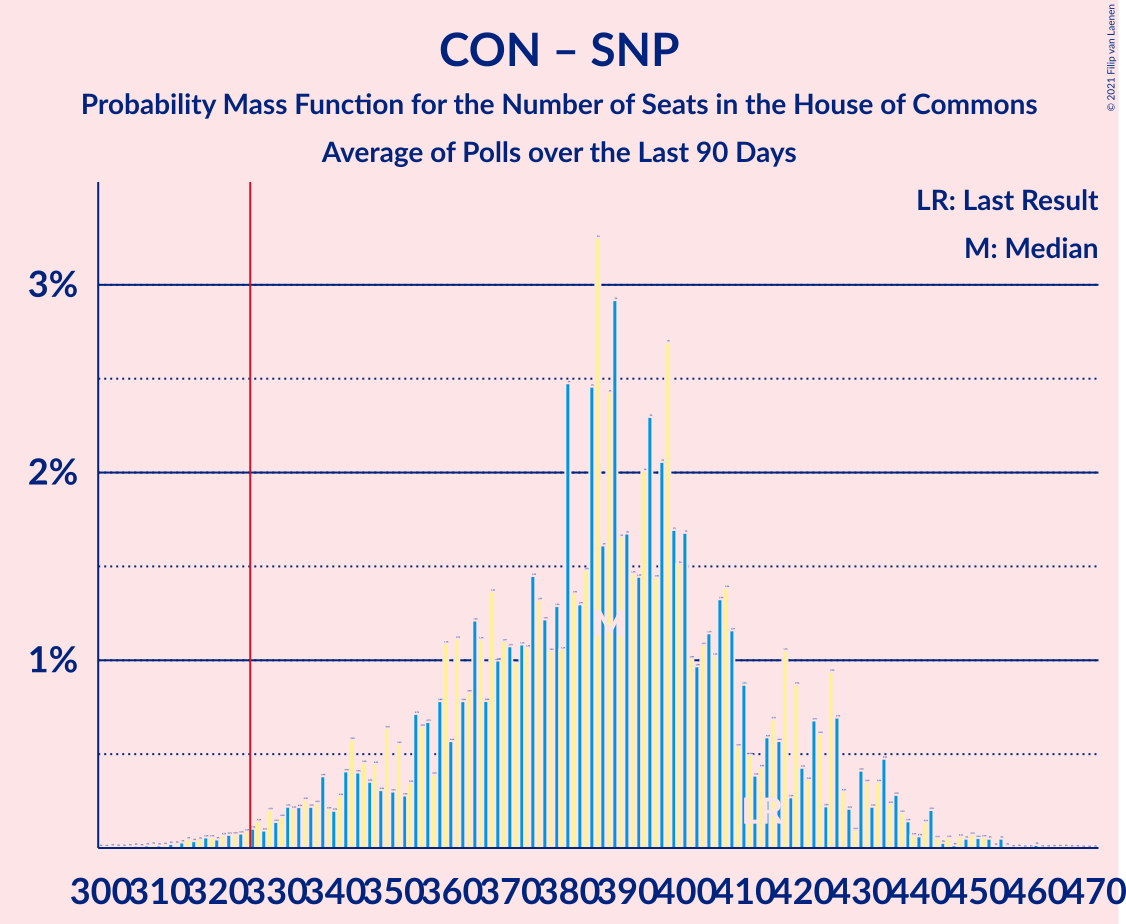 CON – SNP
Probability Mass Function for the Number of Seats in the House of Commons
Average of Polls over the Last 90 Days
© 2021 Filip van Laenen
LR: Last Result
M: Median
3%
2%
1%
M
LR
300 310 320 330 340 350 360 370 380 390 400 410 420 430 440 450 460 470